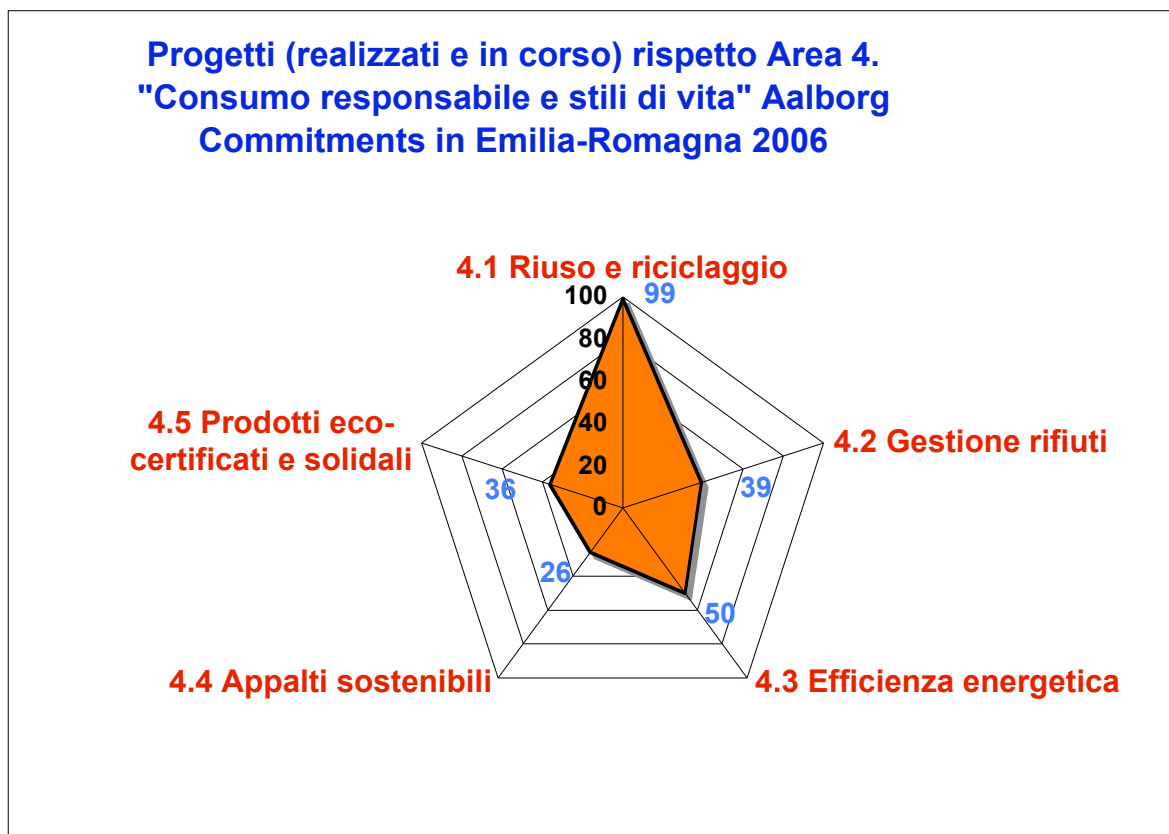 Progetti (realizzati e in corso) rispetto Area 4.
"Consumo responsabile e stili di vita" Aalborg
Commitments in Emilia-Romagna 2006
4.1 Riuso e riciclaggio
100
99
80
60
40
20
0
4.5 Prodotti eco-
certificati e solidali
36
4.2 Gestione rifiuti
39
26
50
4.4 Appalti sostenibili
4.3 Efficienza energetica